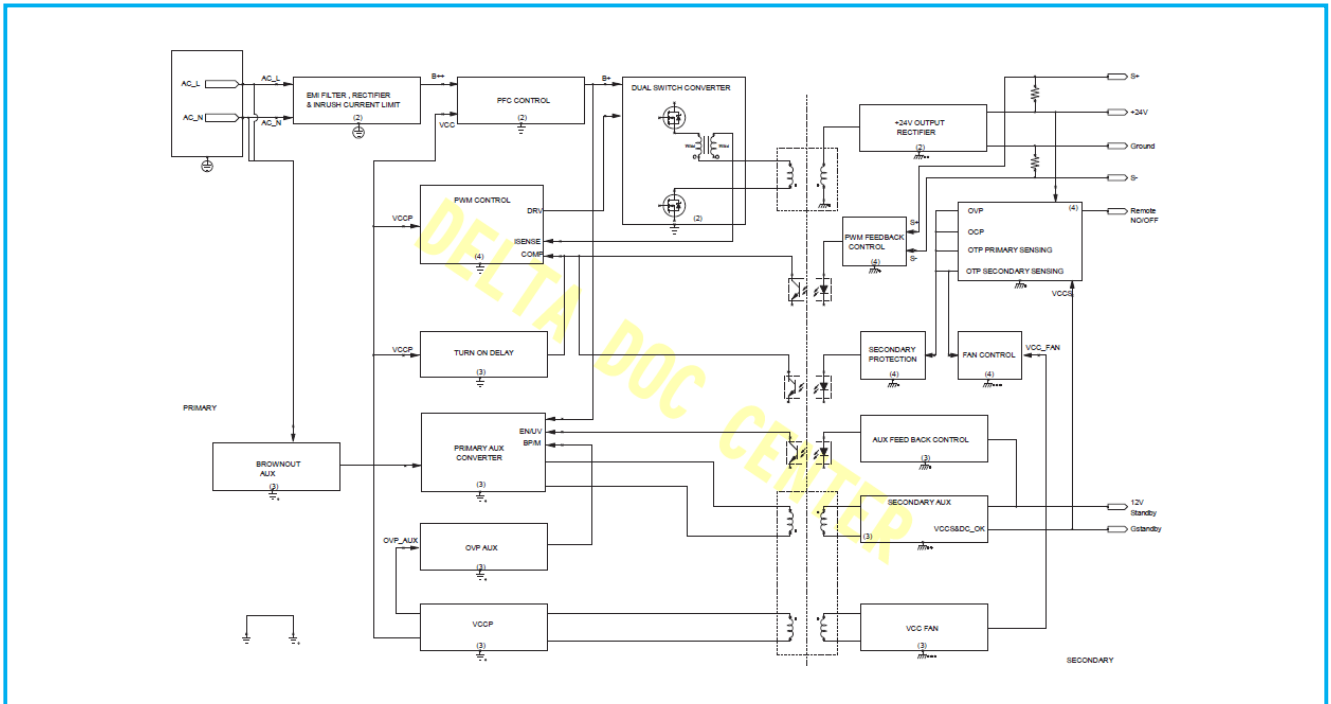 AC_L
AC_L
AC_N
AC_N
EMI FILTER , RECTIFIER
& INRUSH CURRENT LIMIT
(2)
B++
PFC CONTROL
(2)
VCC
B+
DUAL SWITCH CONVERTER
(2)
+24V OUTPUT
RECTIFIER
(2)
S+
+24V
Ground
S-
Remote
NO/OFF
PWM CONTROL
DRV
ISENSE
COMP
(4)
VCCP
PWM FEEDBACK
CONTROL
(4)
S+
S-
OVP
(4)
OCP
OTP PRIMARY SENSING
OTP SECONDARY SENSING
VCCS
VCCP
TURN ON DELAY
(3)
SECONDARY
PROTECTION
(4)
FAN CONTROL
(4)
VCC_FAN
PRIMARY
BROWNOUT
AUX
(3)
PRIMARY AUX
CONVERTER
(3)
EN/UV
BP/M
AUX FEED BACK CONTROL
(3)
SECONDARY AUX
VCCS&DC_OK
(3)
12V
Standby
Gstandby
OVP_AUX
OVP AUX
(3)
VCCP
(3)
VCC FAN
(3)
SECONDARY
DELTA DOC CENTER